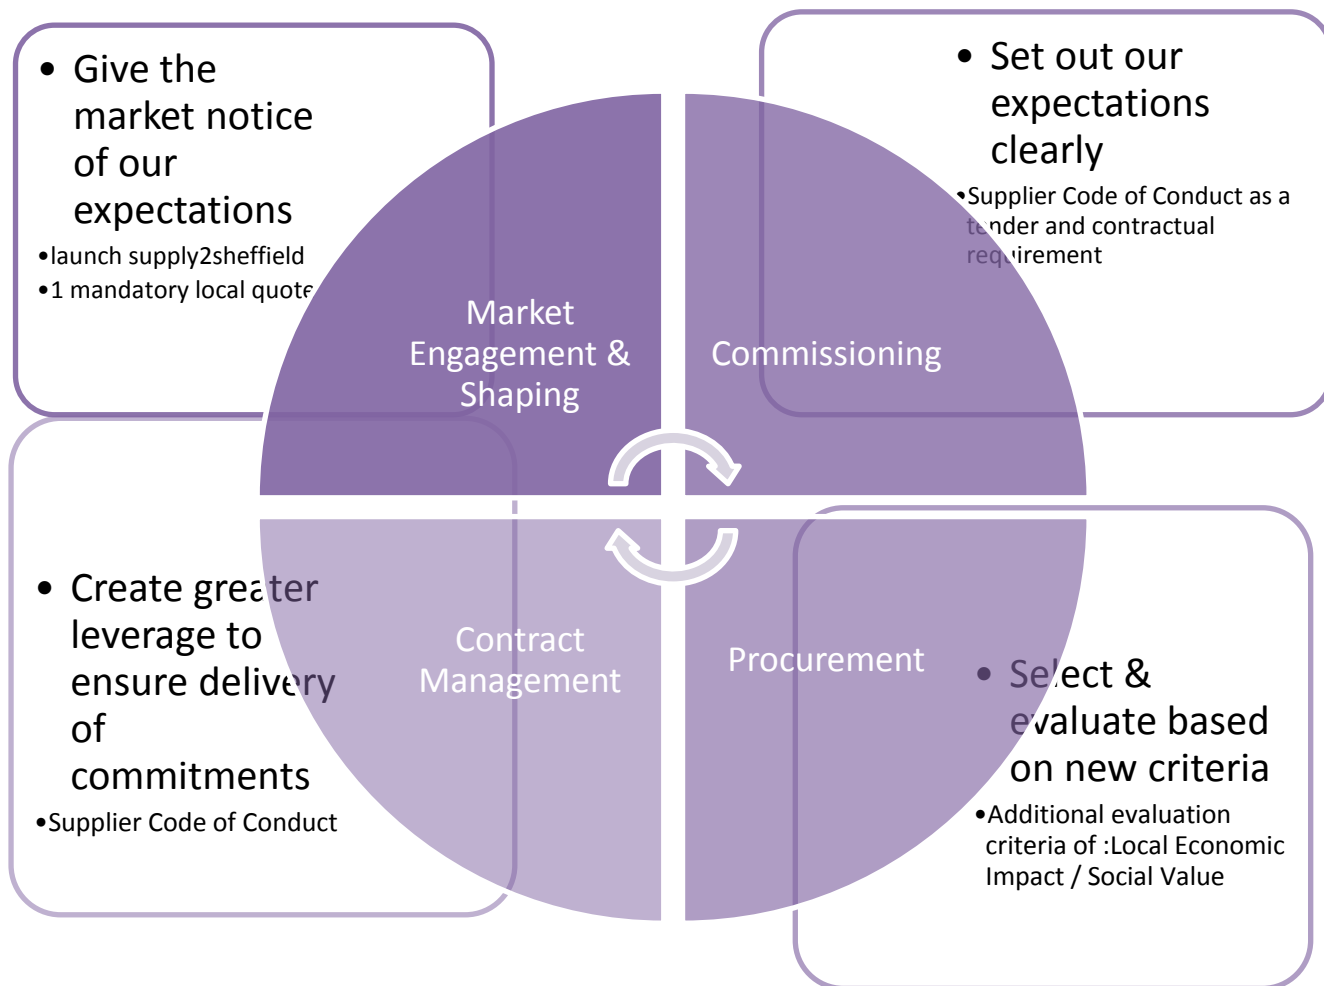 • Give the
market notice
of our
expectations
•launch supply2sheffield
•1 mandatory local quote
Market
Engagement &
Shaping
• Set out our
expectations
clearly
•Supplier Code of Conduct as a
tender and contractual
requirement
Commissioning
• Create greater
leverage to
ensure delivery
of
commitments
•Supplier Code of Conduct
Contract
Management
Procurement
• Select &
evaluate based
on new criteria
•Additional evaluation
criteria of :Local Economic
Impact / Social Value